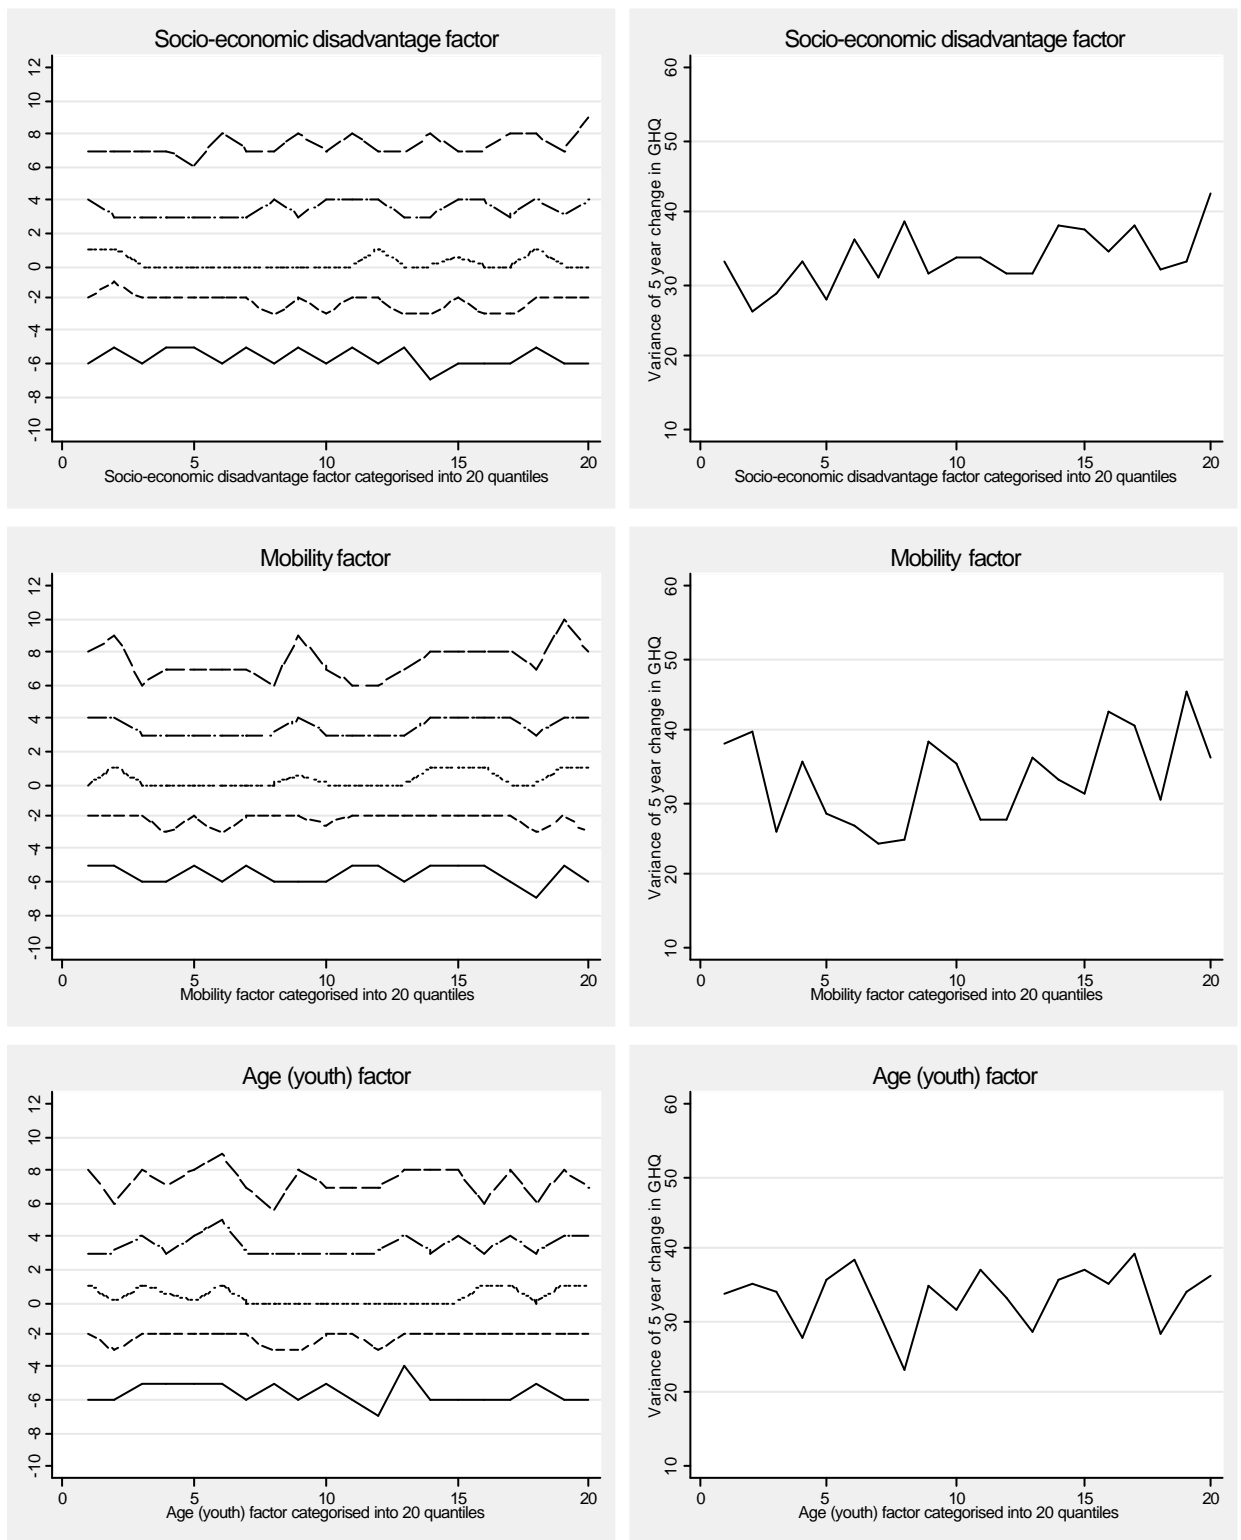 Socio-economic disadvantage factor
12
10
8
6
4
2
0
-2
-4
-6
-8
-10
0 5 10 15 20
Socio-economic disadvantage factor categorised into 20 quantiles
Socio-economic disadvantage factor
Variance of 5 year change in GHQ
60
50
40
30
20
10
0 5 10 15 20
Socio-economic disadvantage factor categorised into 20 quantiles
Mobility factor
12
10
8
6
4
2
0
-2
-4
-6
-8
-10
0 5 10 15 20
Mobility factor categorised into 20 quantiles
Mobility factor
Variance of 5 year change in GHQ
60
50
40
30
20
10
0 5 10 15 20
Mobility factor categorised into 20 quantiles
Age (youth) factor
12
10
8
6
4
2
0
-2
-4
-6
-8
-10
0 5 10 15 20
Age (youth) factor categorised into 20 quantiles
Age (youth) factor
Variance of 5 year change in GHQ
60
50
40
30
20
10
0 5 10 15 20
Age (youth) factor categorised into 20 quantiles